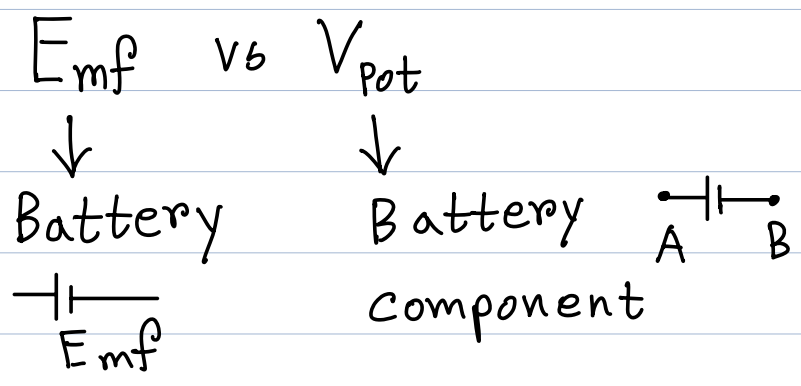 Emf vs Vpot
Battery Battery
A B
component
Emf